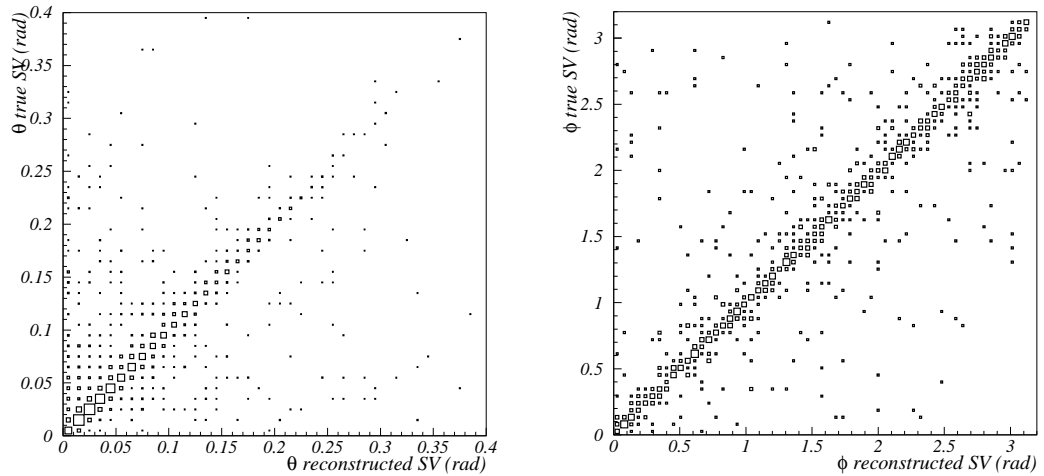 θ true SV (rad)
0.4
0.35
0.3
0.25
0.2
0.15
0.1
0.05
0
0 0.05 0.1 0.15 0.2 0.25 0.3 0.35 0.4
θ reconstructed SV (rad)
ϕ true SV (rad)
3
2.5
2
1.5
1
0.5
0
0 0.5 1 1.5 2 2.5 3
ϕ reconstructed SV (rad)